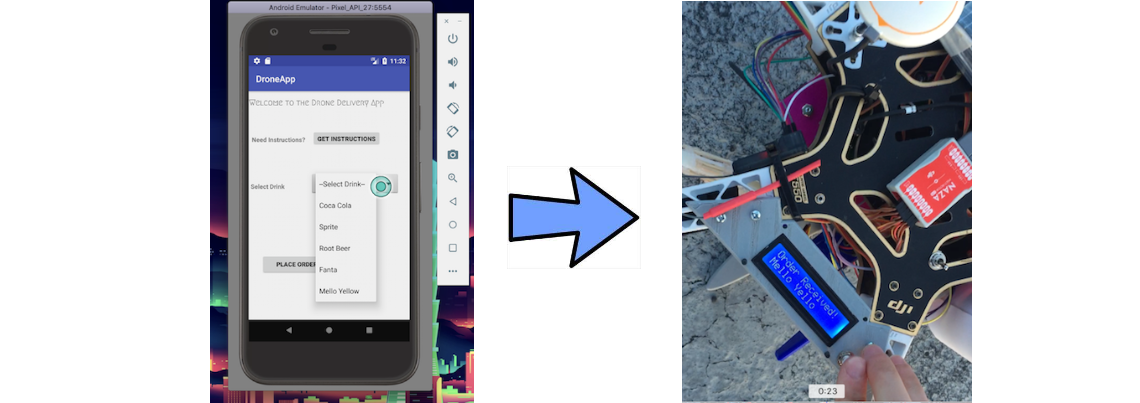 Android Emulator - Pixel_API_27:5554
11:32
DroneApp
Welcome to the Drone Delivery App
Need Instructions?
GET INSTRUCTIONS
Select Drink
--Select Drink--
Coca Cola
Sprite
Root Beer
Fanta
Mello Yellow
PLACE ORDER
NAZA
550
Order Received!
Mello Yello
dji
0:23